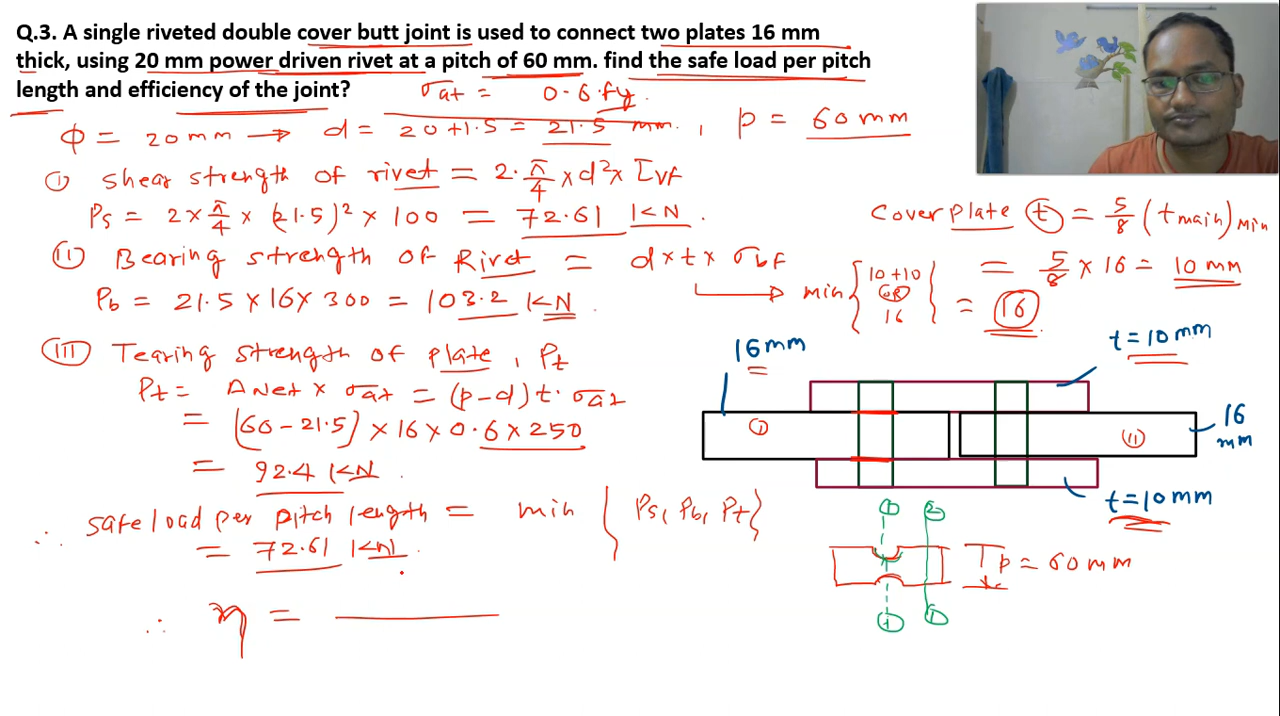 Q.3. A single riveted double cover butt joint is used to connect two plates 16 mm
thick, using 20 mm power driven rivet at a pitch of 60 mm. find the safe load per pitch
length and efficiency of the joint?
σat = 0.6 fy
ϕ = 20mm → d = 20+1.5 = 21.5 mm. , p = 60mm
(i) Shear strength of rivet = 2·π/4 × d² × τvf
Ps = 2 × π/4 × (21.5)² × 100 = 72.61 kN.
(ii) Bearing strength of Rivet = d × t × σbf
Pb = 21.5 × 16 × 300 = 103.2 kN.
min { 10+10 OR 16 } = 16
(iii) Tearing strength of plate, Pt
Pt = ANet × σat = (p-d) t· σat
= (60-21.5) × 16 × 0.6 × 250
= 92.4 kN.
∴ safe load per pitch length = min { Ps, Pb, Pt }
= 72.61 kN.
∴ η =
Cover plate t = 5/8 (tmain) Min
= 5/8 × 16 = 10 mm
16mm
t=10mm
(I)
(II)
16 mm
t=10mm
① ②
p = 60mm
①